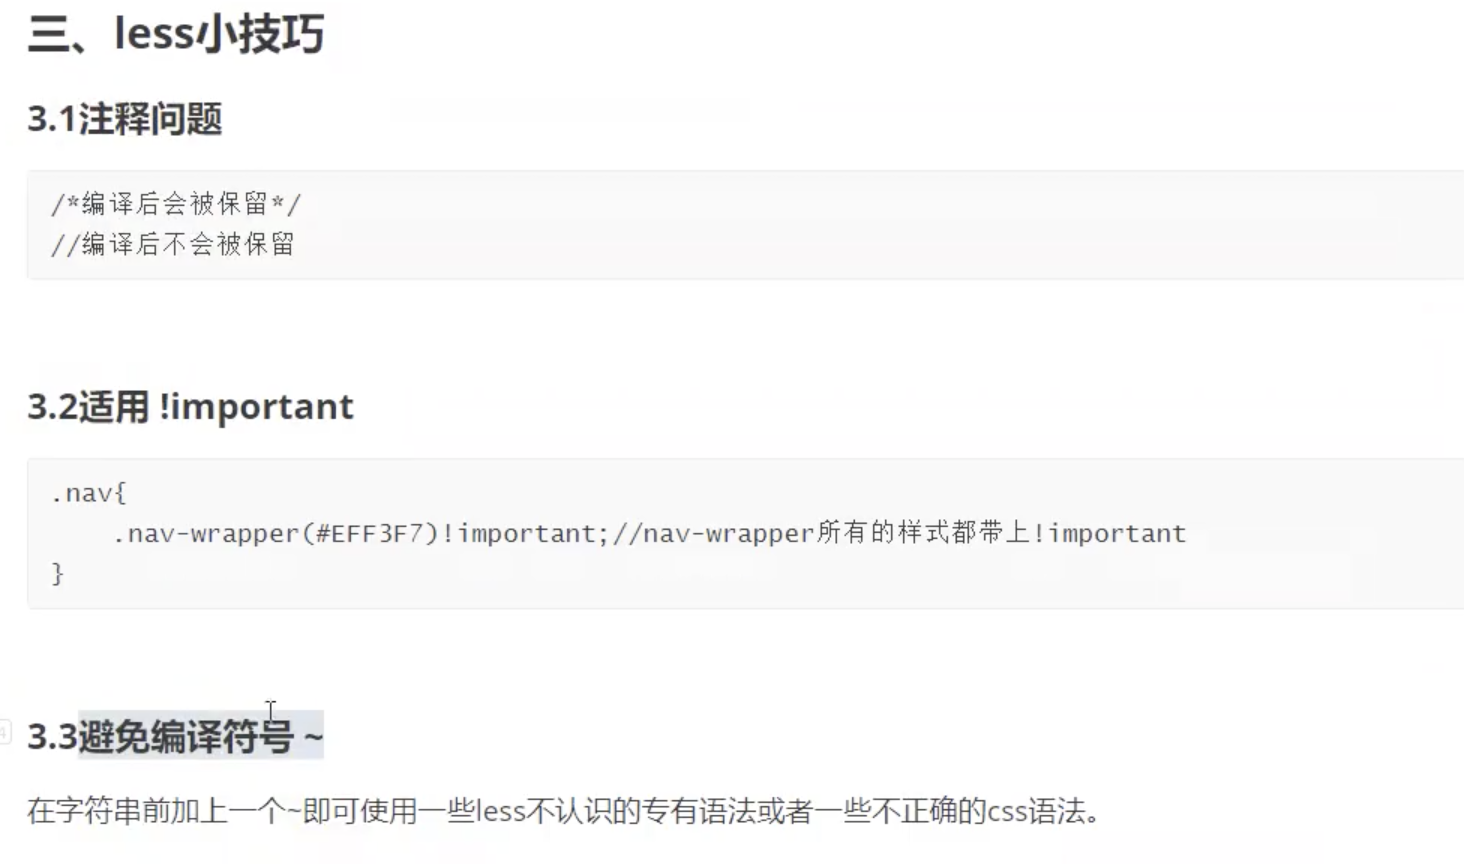 三、less小技巧
3.1注释问题
/*编译后会被保留*/
//编译后不会被保留
3.2适用 !important
.nav{
    .nav-wrapper(#EFF3F7)!important;//nav-wrapper所有的样式都带上!important
}
3.3避免编译符号 ~
在字符串前加上一个~即可使用一些less不认识的专有语法或者一些不正确的css语法。